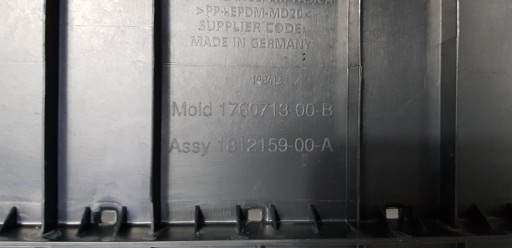 >PP+EPDM-MD20<
SUPPLIER CODE:
MADE IN GERMANY
Mold 1760713-00-B
Assy 1812159-00-A